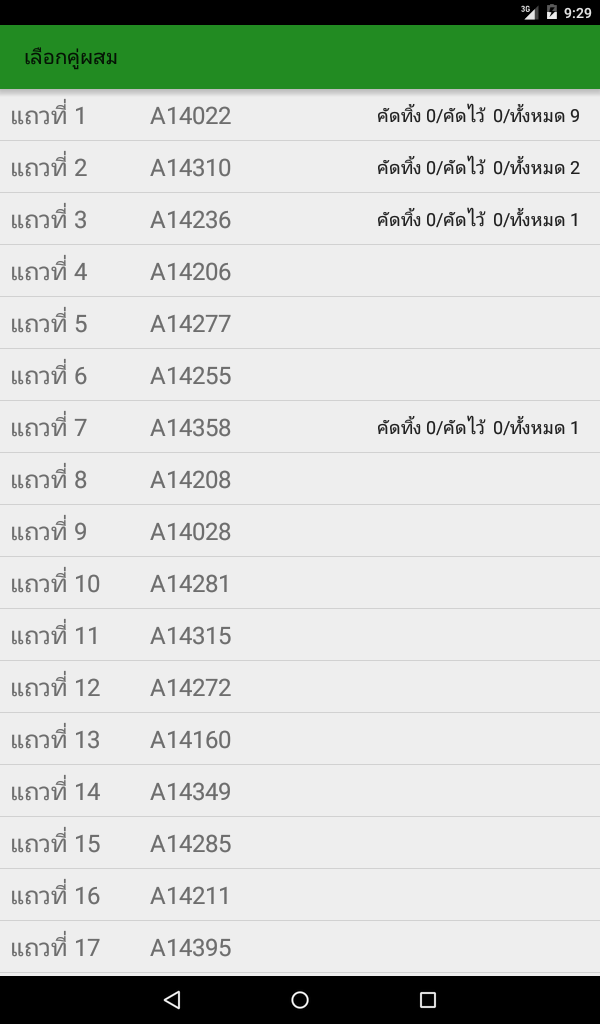 3G 9:29
เลือกคู่ผสม
แถวที่ 1 A14022 คัดทิ้ง 0/คัดไว้ 0/ทั้งหมด 9
แถวที่ 2 A14310 คัดทิ้ง 0/คัดไว้ 0/ทั้งหมด 2
แถวที่ 3 A14236 คัดทิ้ง 0/คัดไว้ 0/ทั้งหมด 1
แถวที่ 4 A14206
แถวที่ 5 A14277
แถวที่ 6 A14255
แถวที่ 7 A14358 คัดทิ้ง 0/คัดไว้ 0/ทั้งหมด 1
แถวที่ 8 A14208
แถวที่ 9 A14028
แถวที่ 10 A14281
แถวที่ 11 A14315
แถวที่ 12 A14272
แถวที่ 13 A14160
แถวที่ 14 A14349
แถวที่ 15 A14285
แถวที่ 16 A14211
แถวที่ 17 A14395